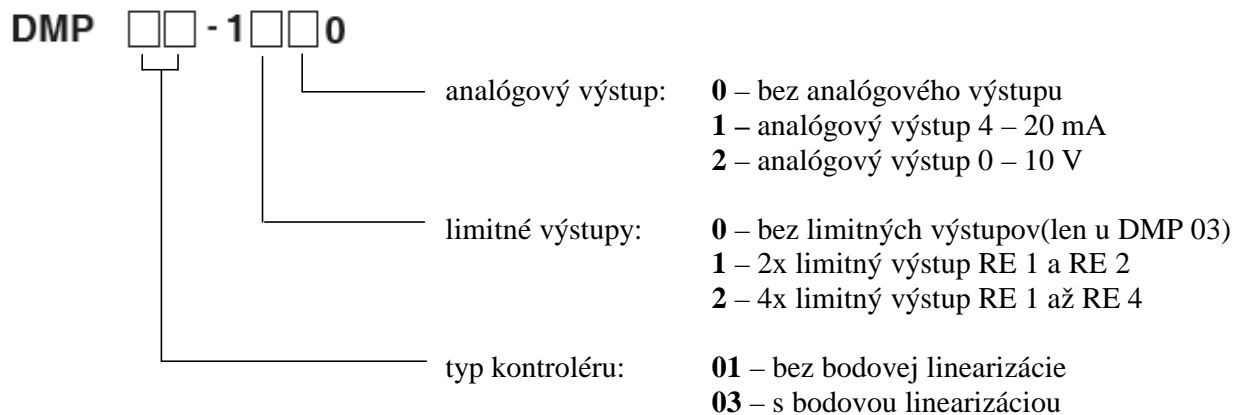 DMP □□ - 1□□0
analógový výstup: 0 – bez analógového výstupu
1 – analógový výstup 4 – 20 mA
2 – analógový výstup 0 – 10 V
limitné výstupy: 0 – bez limitných výstupov(len u DMP 03)
1 – 2x limitný výstup RE 1 a RE 2
2 – 4x limitný výstup RE 1 až RE 4
typ kontroléru: 01 – bez bodovej linearizácie
03 – s bodovou linearizáciou